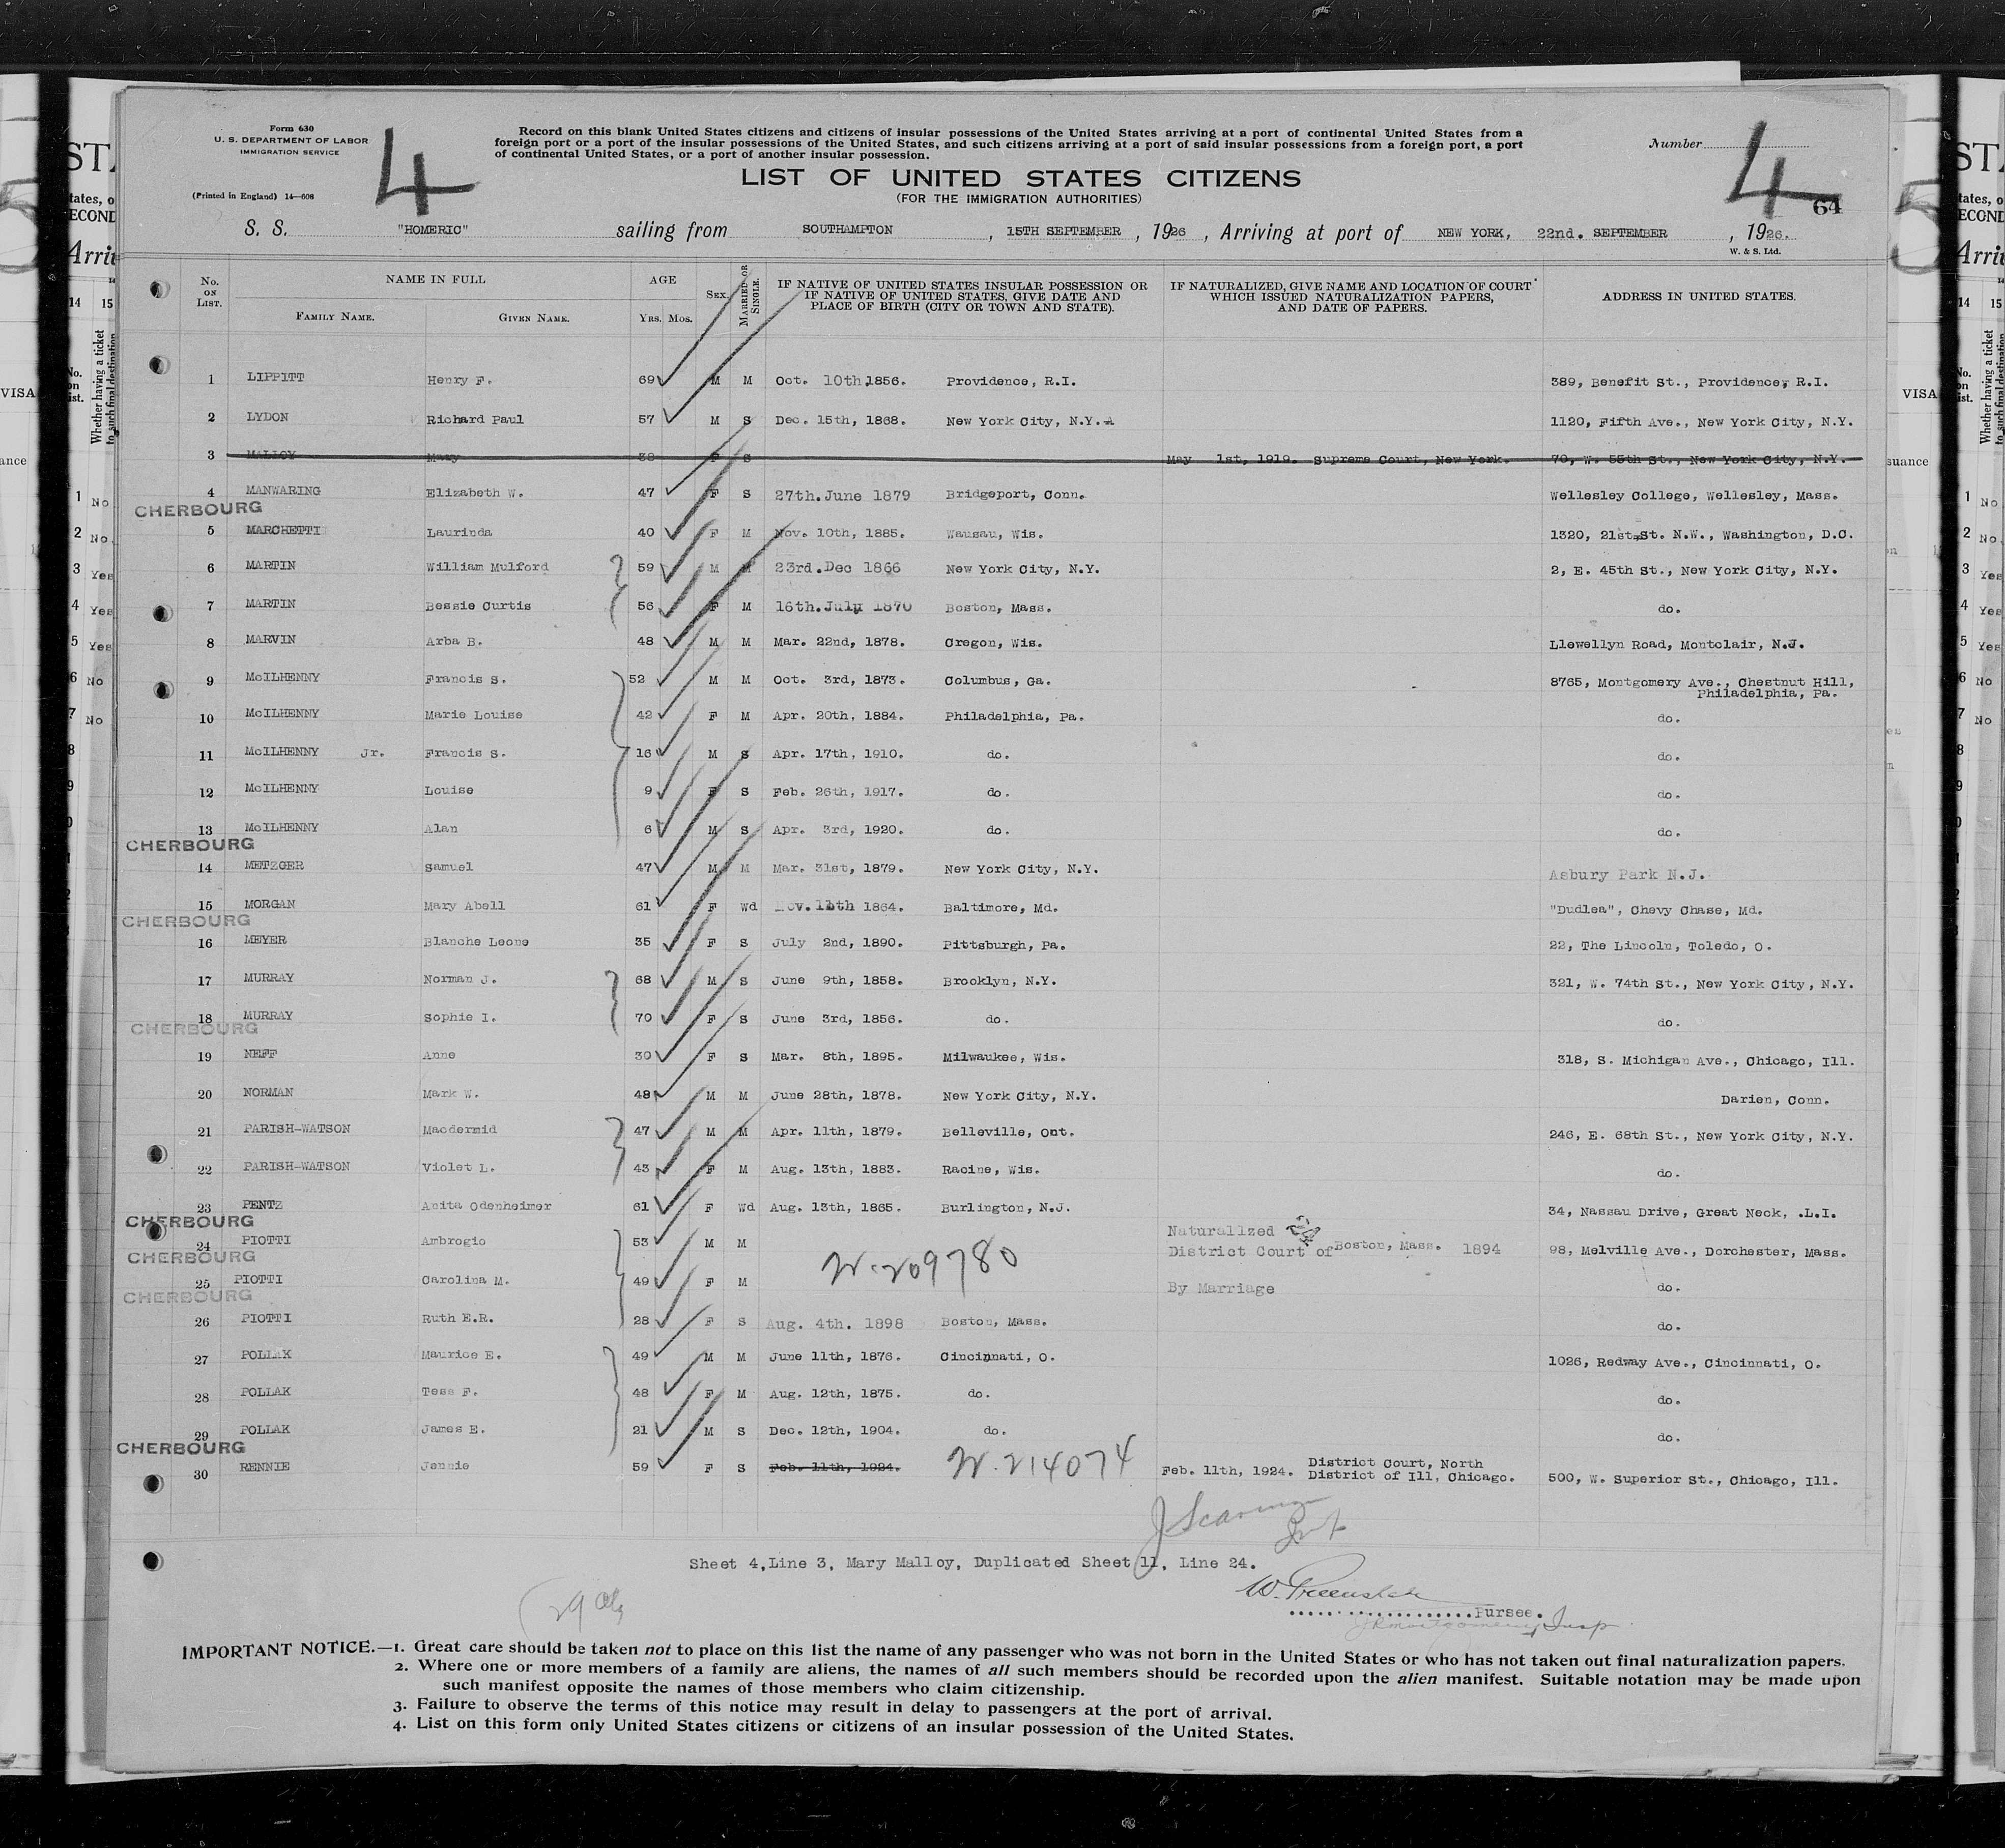 Form 630
U. S. DEPARTMENT OF LABOR
IMMIGRATION SERVICE
(Printed in England) 14—608
4
Record on this blank United States citizens and citizens of insular possessions of the United States arriving at a port of continental United States from a
foreign port or a port of the insular possessions of the United States, and such citizens arriving at a port of said insular possessions from a foreign port, a port
of continental United States, or a port of another insular possession.
Number
4
64
LIST OF UNITED STATES CITIZENS
(FOR THE IMMIGRATION AUTHORITIES)
S. S. "HOMERIC" sailing from SOUTHAMPTON, 15TH SEPTEMBER, 1926, Arriving at port of NEW YORK, 22nd. SEPTEMBER, 1926.
W. & S. Ltd.
No. ON LIST. NAME IN FULL FAMILY NAME. GIVEN NAME. AGE YRS. MOS. SEX. MARRIED OR SINGLE. IF NATIVE OF UNITED STATES INSULAR POSSESSION OR IF NATIVE OF UNITED STATES, GIVE DATE AND PLACE OF BIRTH (CITY OR TOWN AND STATE). IF NATURALIZED, GIVE NAME AND LOCATION OF COURT WHICH ISSUED NATURALIZATION PAPERS, AND DATE OF PAPERS. ADDRESS IN UNITED STATES.
1 LIPPITT Henry F. 69 M M Oct. 10th,1856. Providence, R.I. 389, Benefit St., Providence, R.I.
2 LYDON Richard Paul 57 M S Dec. 15th, 1868. New York City, N.Y. 1120, Fifth Ave., New York City, N.Y.
3 MALLOY Mary 38 F S May 1st, 1919. Supreme Court, New York. 70, W. 55th St., New York City, N.Y.
4 MANWARING Elizabeth W. 47 F S 27th.June 1879 Bridgeport, Conn. Wellesley College, Wellesley, Mass.
CHERBOURG
5 MARCHETTI Laurinda 40 F M Nov. 10th, 1885. Wausau, Wis. 1320, 21st.St. N.W., Washington, D.C.
6 MARTIN William Mulford 59 M M 23rd.Dec 1866 New York City, N.Y. 2, E. 45th St., New York City, N.Y.
7 MARTIN Bessie Curtis 56 F M 16th.July 1870 Boston, Mass. do.
8 MARVIN Arba B. 48 M M Mar. 22nd, 1878. Oregon, Wis. Llewellyn Road, Montclair, N.J.
9 McILHENNY Francis S. 52 M M Oct. 3rd, 1873. Columbus, Ga. 8765, Montgomery Ave., Chestnut Hill,
Philadelphia, Pa.
10 McILHENNY Marie Louise 42 F M Apr. 20th, 1884. Philadelphia, Pa. do.
11 McILHENNY Jr. Francis S. 16 M S Apr. 17th, 1910. do. do.
12 McILHENNY Louise 9 F S Feb. 26th, 1917. do. do.
13 McILHENNY Alan 6 M S Apr. 3rd, 1920. do. do.
CHERBOURG
14 METZGER Samuel 47 M M Mar. 31st, 1879. New York City, N.Y. Asbury Park N.J.
15 MORGAN Mary Abell 61 F Wd 1864. Baltimore, Md. "Dudlea", Chevy Chase, Md.
CHERBOURG
16 MEYER Blanche Leone 35 F S July 2nd, 1890. Pittsburgh, Pa. 22, The Lincoln, Toledo, O.
17 MURRAY Norman J. 68 M S June 9th, 1858. Brooklyn, N.Y. 321, W. 74th St., New York City, N.Y.
18 MURRAY Sophie I. 70 F S June 3rd, 1856. do. do.
CHERBOURG
19 NEFF Anne 30 F S Mar. 8th, 1895. Milwaukee, Wis. 318, S. Michigan Ave., Chicago, Ill.
20 NORMAN Mark W. 48 M M June 28th, 1878. New York City, N.Y. Darien, Conn.
21 PARISH-WATSON Macdermid 47 M M Apr. 11th, 1879. Belleville, Ont. 246, E. 68th St., New York City, N.Y.
22 PARISH-WATSON Violet L. 43 F M Aug. 13th, 1883. Racine, Wis. do.
23 PENTZ Anita Odenheimer 61 F Wd Aug. 13th, 1865. Burlington, N.J. 34, Nassau Drive, Great Neck, .L.I.
CHERBOURG
24 PIOTTI Ambrogio 53 M M Naturalized District Court of Boston, Mass. 1894 98, Melville Ave., Dorchester, Mass.
CHERBOURG
25 PIOTTI Carolina M. 49 F M 209780 By Marriage do.
CHERBOURG
26 PIOTTI Ruth E.R. 28 F S Aug. 4th. 1898 Boston, Mass. do.
27 POLLAK Maurice E. 49 M M June 11th, 1876. Cincinnati, O. 1026, Redway Ave., Cincinnati, O.
28 POLLAK Tess F. 48 F M Aug. 12th, 1875. do. do.
29 POLLAK James E. 21 M S Dec. 12th, 1904. do. do.
CHERBOURG
30 RENNIE Jennie 59 F S Feb. 11th, 1924. 214074 Feb. 11th, 1924. District Court, North District of Ill, Chicago. 500, W. Superior St., Chicago, Ill.
Sheet 4,Line 3, Mary Malloy, Duplicated Sheet 11, Line 24.
Purser.
Insp
IMPORTANT NOTICE.—1. Great care should be taken not to place on this list the name of any passenger who was not born in the United States or who has not taken out final naturalization papers.
2. Where one or more members of a family are aliens, the names of all such members should be recorded upon the alien manifest. Suitable notation may be made upon
such manifest opposite the names of those members who claim citizenship.
3. Failure to observe the terms of this notice may result in delay to passengers at the port of arrival.
4. List on this form only United States citizens or citizens of an insular possession of the United States.